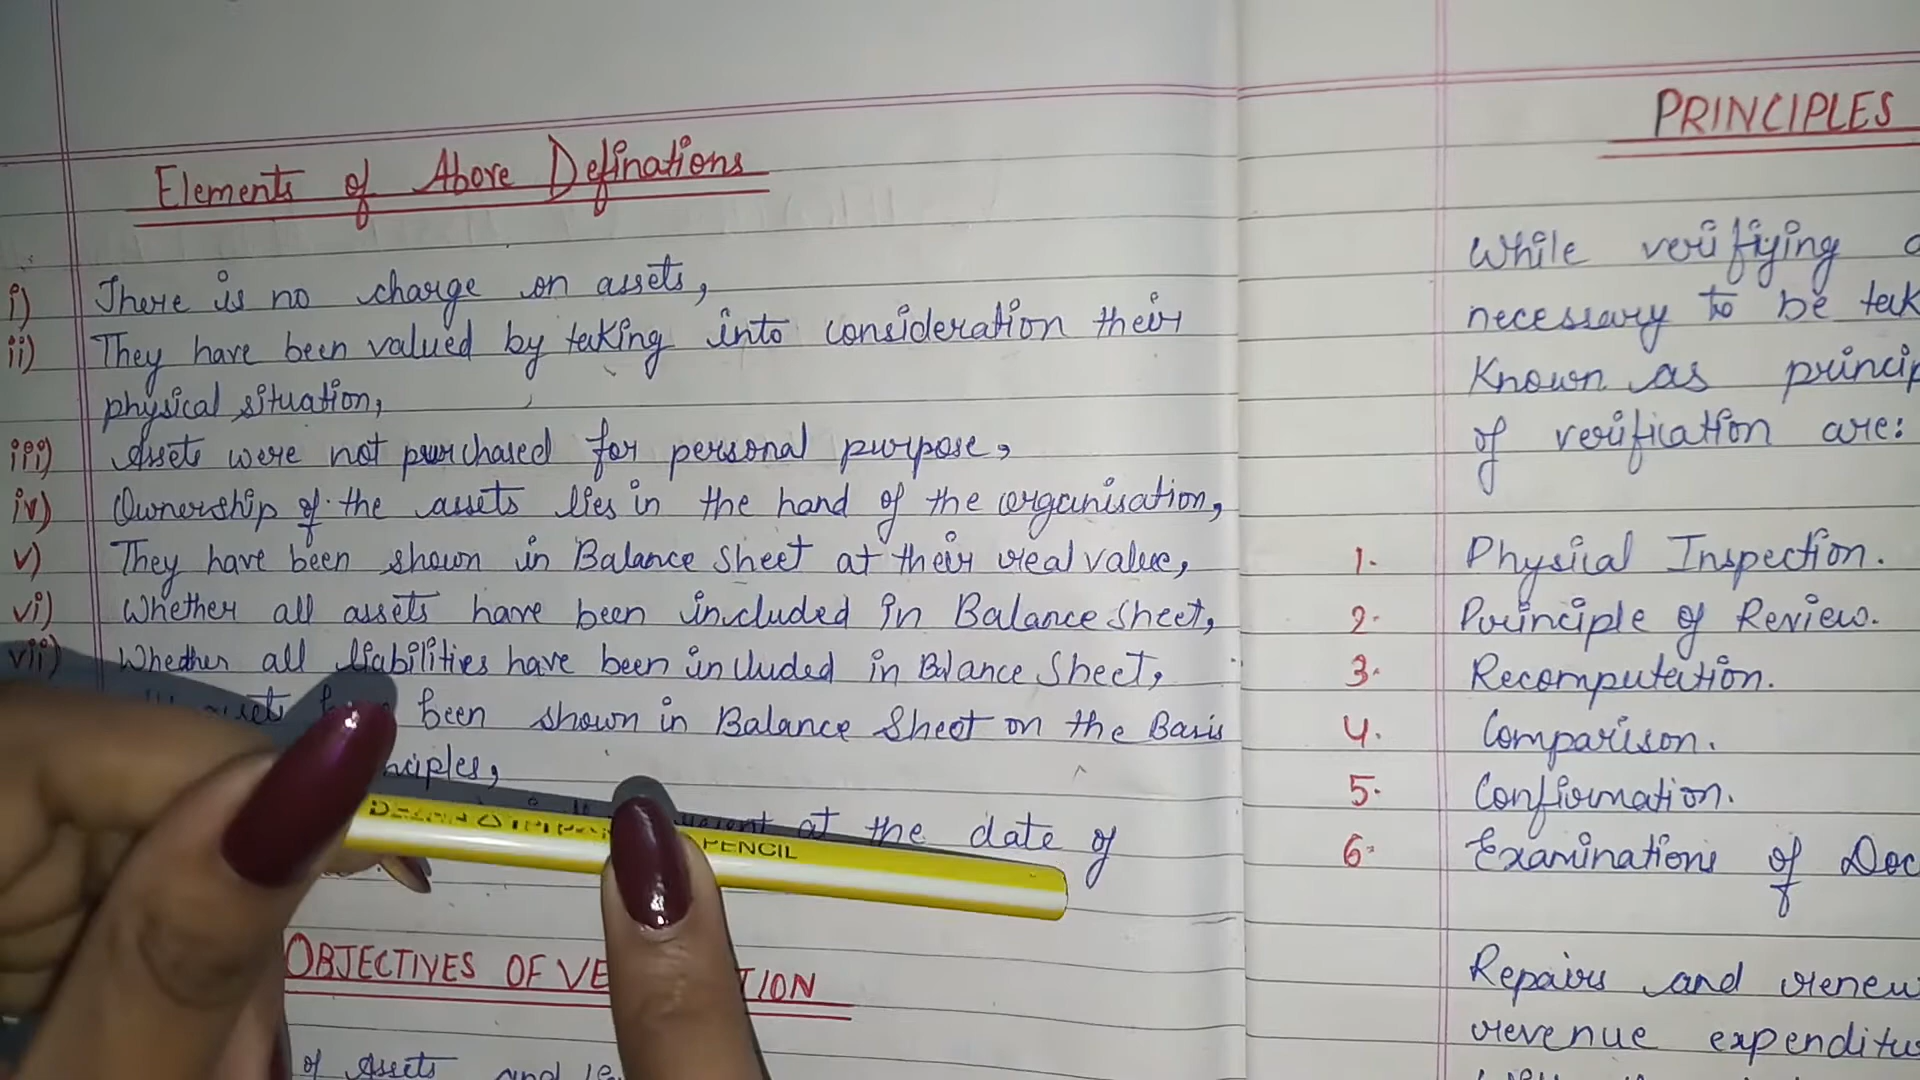 Elements of Above Definations
i) There is no charge on assets,
ii) They have been valued by taking into consideration their
physical situation,
iii) Assets were not purchased for personal purpose,
iv) Ownership of the assets lies in the hand of the organisation,
v) They have been shown in Balance Sheet at their real value,
vi) Whether all assets have been included in Balance Sheet,
vii) Whether all liabilities have been included in Balance Sheet,
been shown in Balance Sheet on the Basis
at the date of
PENCIL
OBJECTIVES OF
of Assets and
PRINCIPLES
While verifiying
necessary to be
Known as
of verification are:
1. Physical Inspection.
2. Principle of Review.
3. Recomputation.
4. Comparison.
5. Confirmation.
6. Examinations of Doc
Repairs and renew
revenue expenditu